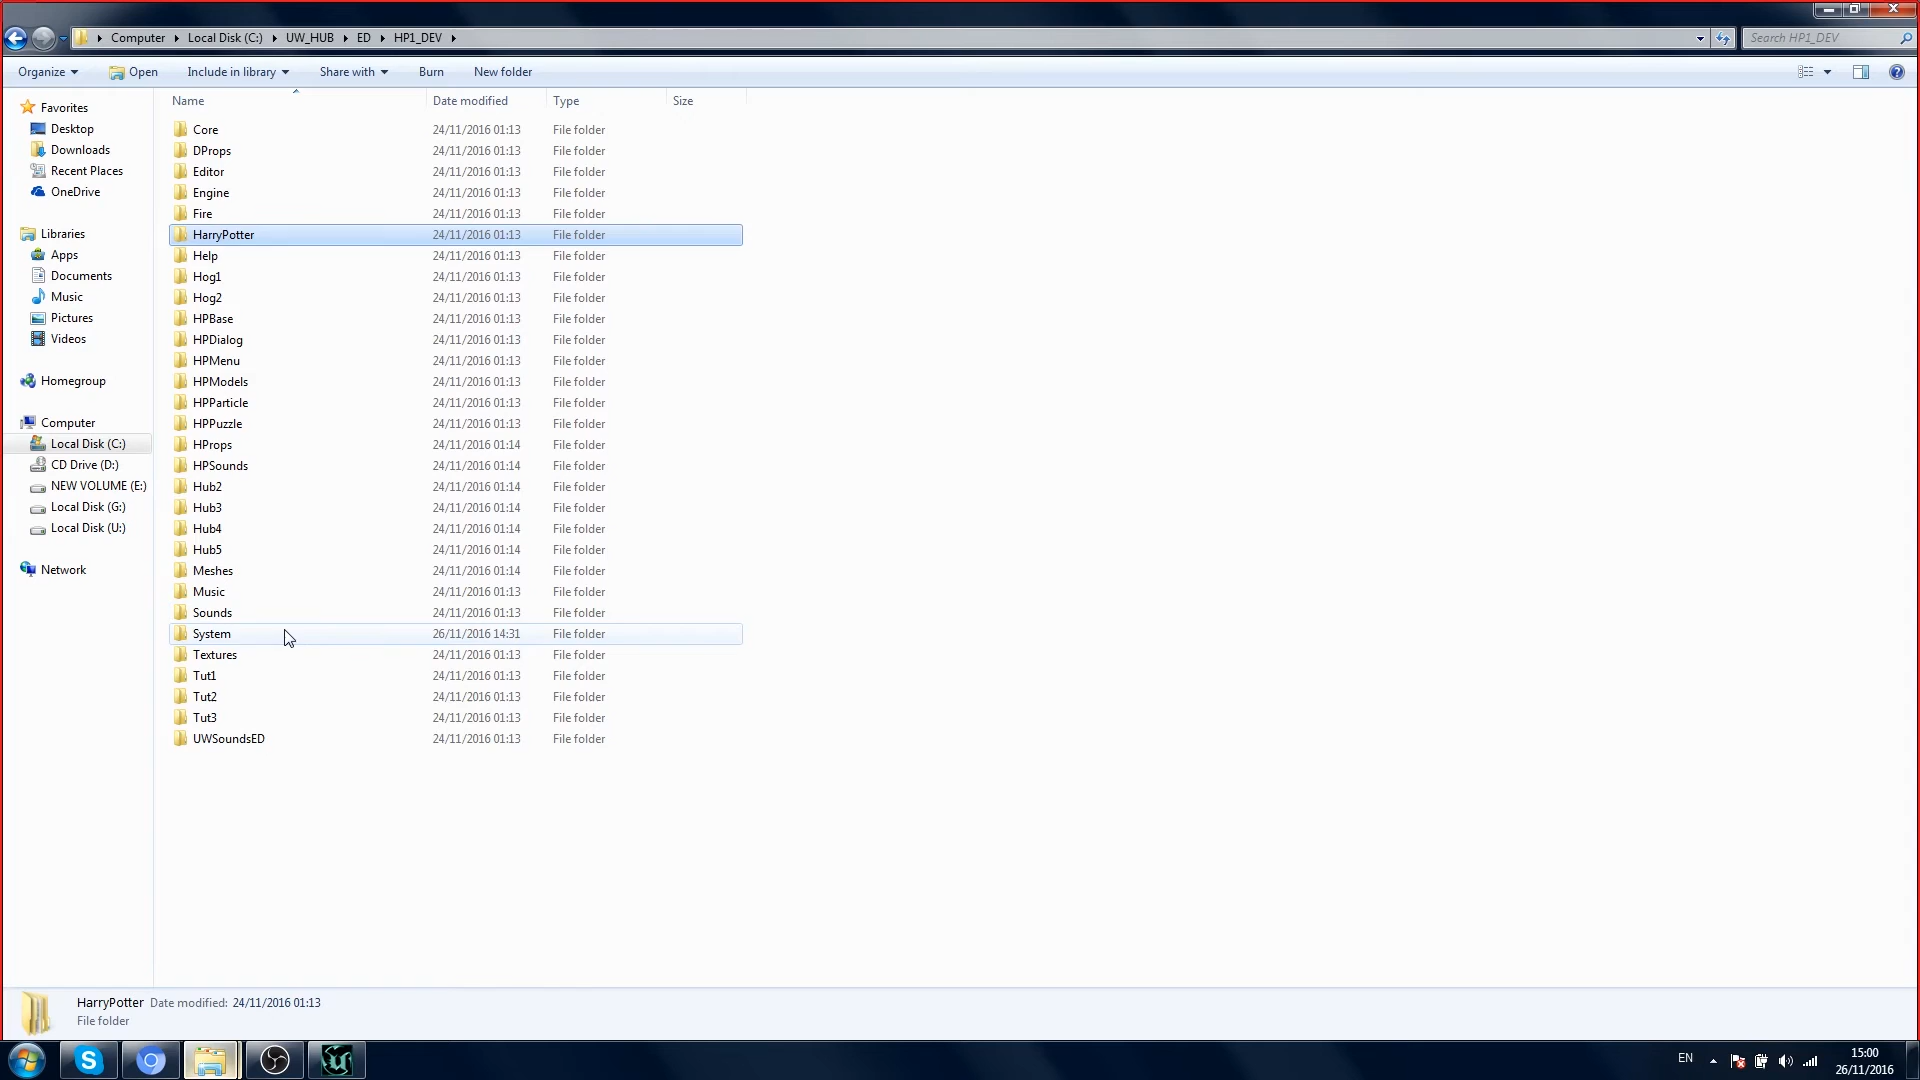 Computer Local Disk (C:) UW_HUB ED HP1_DEV
Search HP1_DEV
Organize Open Include in library Share with Burn New folder
Favorites
Desktop
Downloads
Recent Places
OneDrive
Libraries
Apps
Documents
Music
Pictures
Videos
Homegroup
Computer
Local Disk (C:)
CD Drive (D:)
NEW VOLUME (E:)
Local Disk (G:)
Local Disk (U:)
Network
Name Date modified Type Size
Core 24/11/2016 01:13 File folder
DProps 24/11/2016 01:13 File folder
Editor 24/11/2016 01:13 File folder
Engine 24/11/2016 01:13 File folder
Fire 24/11/2016 01:13 File folder
HarryPotter 24/11/2016 01:13 File folder
Help 24/11/2016 01:13 File folder
Hog1 24/11/2016 01:13 File folder
Hog2 24/11/2016 01:13 File folder
HPBase 24/11/2016 01:13 File folder
HPDialog 24/11/2016 01:13 File folder
HPMenu 24/11/2016 01:13 File folder
HPModels 24/11/2016 01:13 File folder
HPParticle 24/11/2016 01:13 File folder
HPPuzzle 24/11/2016 01:13 File folder
HProps 24/11/2016 01:14 File folder
HPSounds 24/11/2016 01:14 File folder
Hub2 24/11/2016 01:14 File folder
Hub3 24/11/2016 01:14 File folder
Hub4 24/11/2016 01:14 File folder
Hub5 24/11/2016 01:14 File folder
Meshes 24/11/2016 01:14 File folder
Music 24/11/2016 01:13 File folder
Sounds 24/11/2016 01:13 File folder
System 26/11/2016 14:31 File folder
Textures 24/11/2016 01:13 File folder
Tut1 24/11/2016 01:13 File folder
Tut2 24/11/2016 01:13 File folder
Tut3 24/11/2016 01:13 File folder
UWSoundsED 24/11/2016 01:13 File folder
HarryPotter Date modified: 24/11/2016 01:13
File folder
EN
15:00
26/11/2016